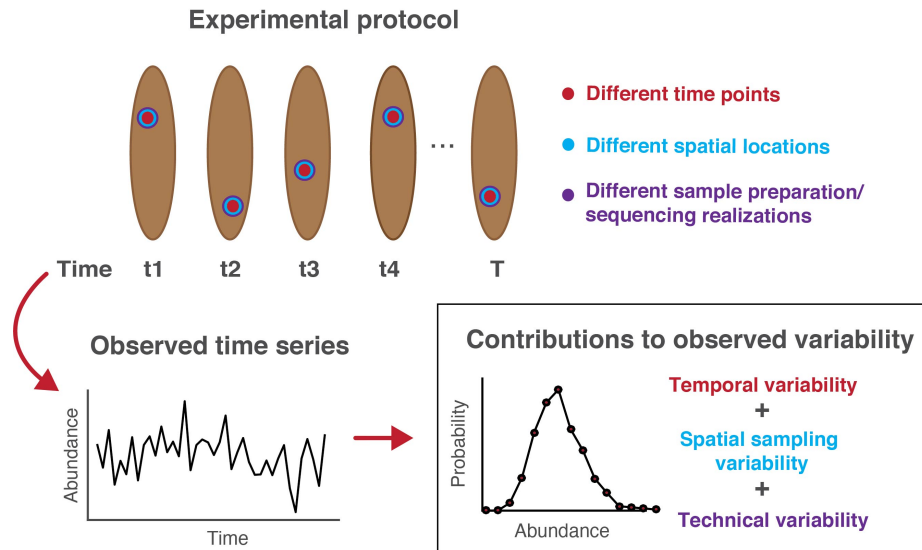 Experimental protocol
Different time points
Different spatial locations
Different sample preparation/
sequencing realizations
...
Time t1 t2 t3 t4 T
Observed time series
Abundance
Time
Contributions to observed variability
Probability
Abundance
Temporal variability
+
Spatial sampling
variability
+
Technical variability